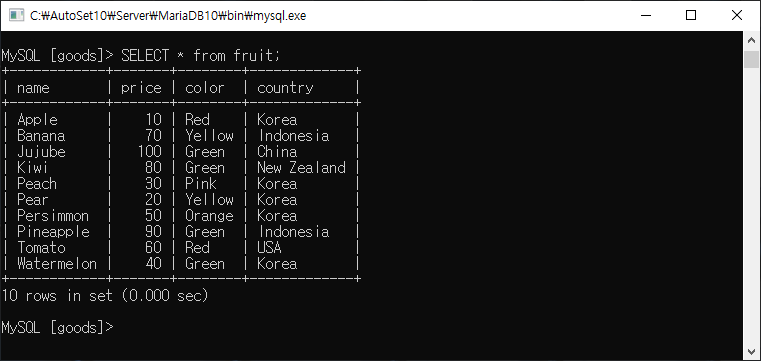 C:₩AutoSet10₩Server₩MariaDB10₩bin₩mysql.exe
MySQL [goods]> SELECT * from fruit;
+------------+-------+--------+-------------+
| name       | price | color  | country     |
+------------+-------+--------+-------------+
| Apple      |    10 | Red    | Korea       |
| Banana     |    70 | Yellow | Indonesia   |
| Jujube     |   100 | Green  | China       |
| Kiwi       |    80 | Green  | New Zealand |
| Peach      |    30 | Pink   | Korea       |
| Pear       |    20 | Yellow | Korea       |
| Persimmon  |    50 | Orange | Korea       |
| Pineapple  |    90 | Green  | Indonesia   |
| Tomato     |    60 | Red    | USA         |
| Watermelon |    40 | Green  | Korea       |
+------------+-------+--------+-------------+
10 rows in set (0.000 sec)
MySQL [goods]>